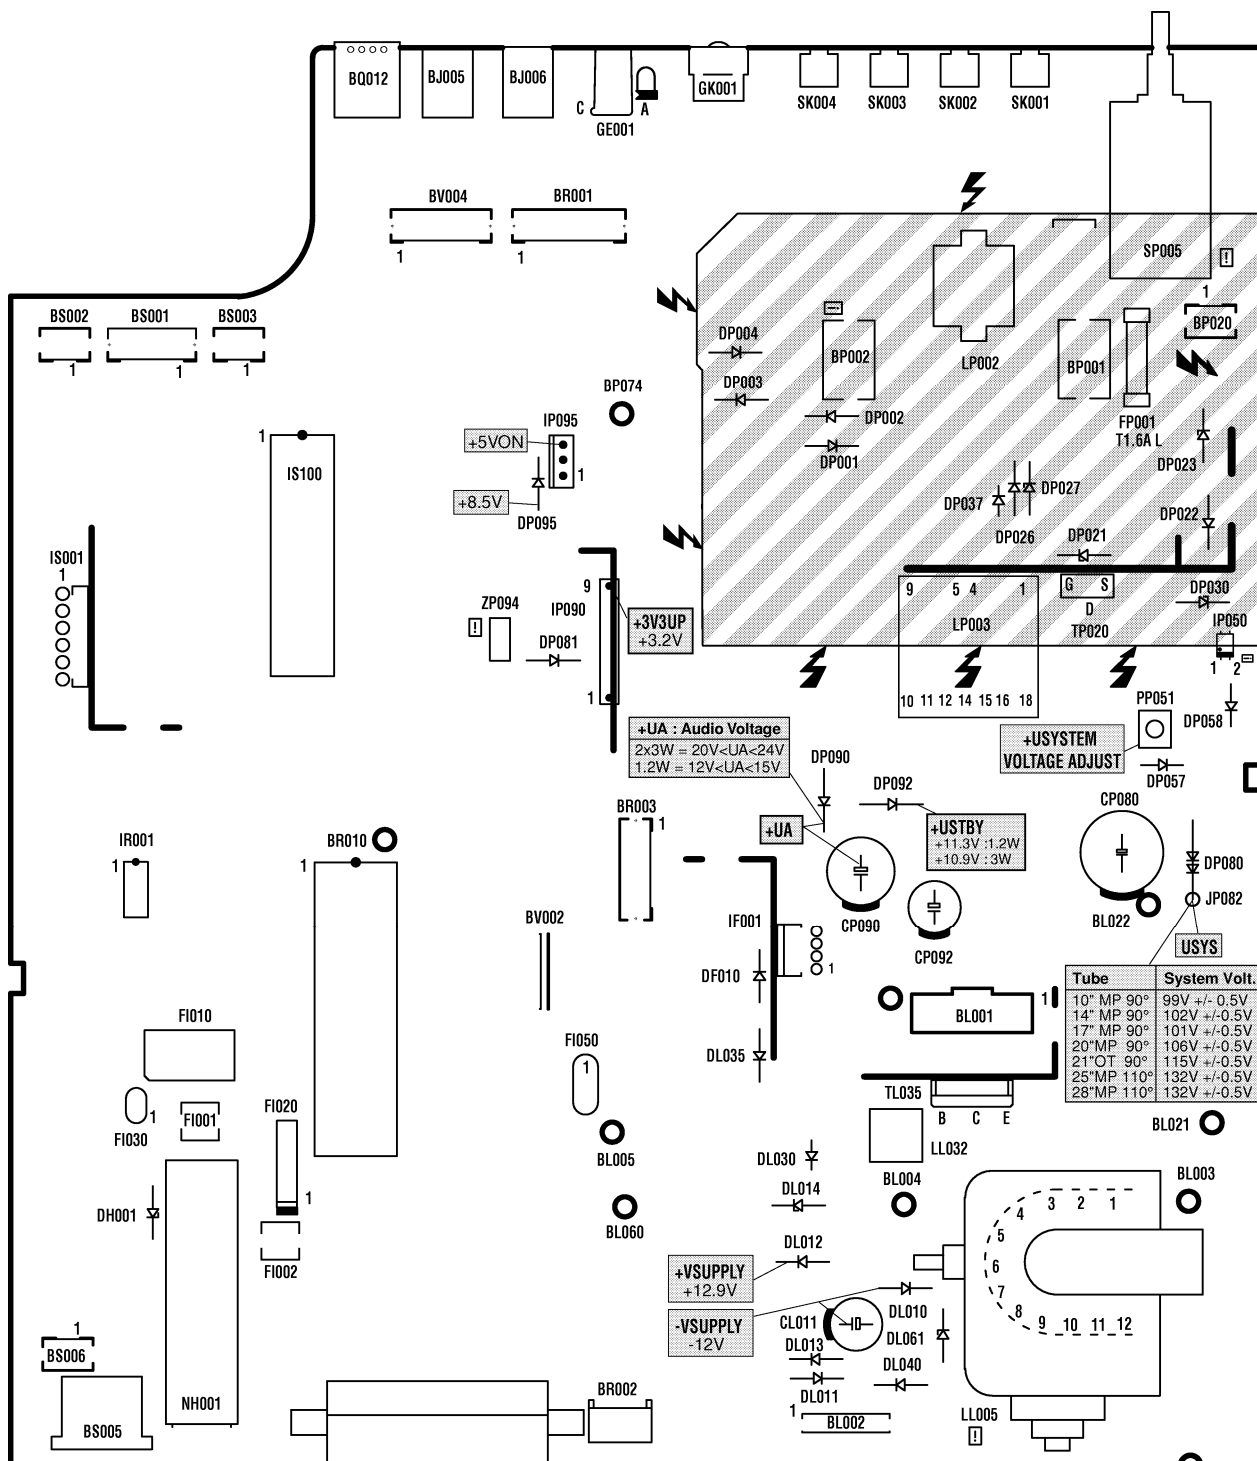 BQ012 BJ005 BJ006 C A GE001 GK001 SK004 SK003 SK002 SK001
BV004 BR001
1 1
SP005 !
BS002 BS001 BS003
1 1 1
1
BP020
DP004 BP002 LP002 BP001
DP003
BP074 DP002
FP001
T1.6A L
IP095
+5VON
1
DP001
DP023
1
IS100
+8.5V
DP095
DP037 DP027
DP026
DP022
DP021
IS001
1
9
IP090
ZP094
!
DP081
1
+3V3UP
+3.2V
9 5 4 1
LP003
10 11 12 14 15 16 18
G S
D
TP020
DP030
IP050
1 2
PP051
DP058
+USYSTEM
VOLTAGE ADJUST
DP057
+UA : Audio Voltage
2x3W = 20V<UA<24V
1.2W = 12V<UA<15V
DP090
DP092
+UA
+USTBY
+11.3V :1.2W
+10.9V : 3W
CP080
DP080
JP082
BL022
USYS
BR003
1
IR001
1
BR010
1
CP090
CP092
BV002
IF001
1
DF010
BL001
1
Tube System Volt.
10" MP 90° 99V +/- 0.5V
14" MP 90° 102V +/-0.5V
17" MP 90° 101V +/-0.5V
20"MP 90° 106V +/-0.5V
21"OT 90° 115V +/-0.5V
25"MP 110° 132V +/-0.5V
28"MP 110° 132V +/-0.5V
FI010
FI050
1
DL035
TL035
B C E
BL021
FI030
1
FI001
FI020
1
BL005
LL032
DL030
BL004
BL003
DL014
DH001
FI002
BL060
DL012
+VSUPPLY
+12.9V
-VSUPPLY
-12V
CL011
DL010
DL061
DL013
DL011
DL040
1 2 3 4 5 6 7 8 9 10 11 12
1
BS006
BS005
NH001
BR002
1
BL002
LL005
!